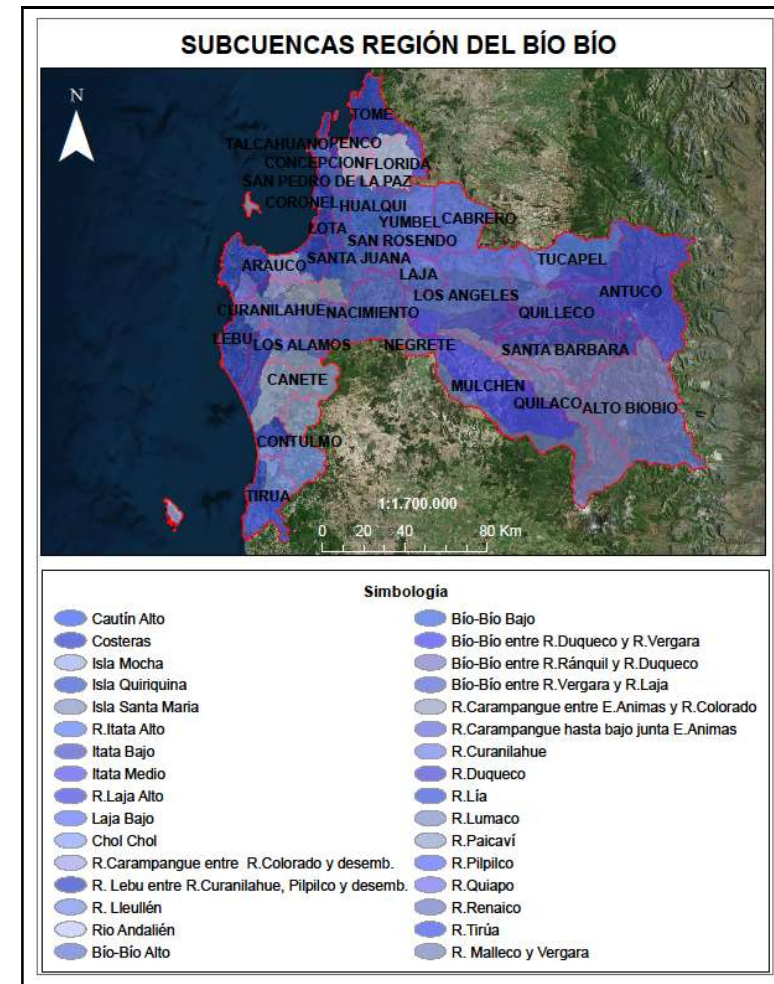 SUBCUENCAS REGIÓN DEL BÍO BÍO
N
TOME
TALCAHUANO PENCO
CONCEPCION FLORIDA
SAN PEDRO DE LA PAZ
CORONEL HUALQUI
YUMBEL CABRERO
LOTA
SAN ROSENDO
SANTA JUANA
TUCAPEL
ARAUCO
LAJA
LOS ANGELES
ANTUCO
CURANILAHUE NACIMIENTO
QUILLECO
LEBU LOS ALAMOS
NEGRETE
SANTA BARBARA
CANETE
MULCHEN
QUILACO ALTO BIOBIO
CONTULMO
TIRUA
1:1.700.000
0 20 40 80 Km
Simbología
Cautín Alto
Costeras
Isla Mocha
Isla Quiriquina
Isla Santa Maria
R.Itata Alto
Itata Bajo
Itata Medio
R.Laja Alto
Laja Bajo
Chol Chol
R.Carampangue entre R.Colorado y desemb.
R. Lebu entre R.Curanilahue, Pilpilco y desemb.
R. Lleullén
Rio Andalién
Bío-Bío Alto
Bío-Bío Bajo
Bío-Bío entre R.Duqueco y R.Vergara
Bío-Bío entre R.Ránquil y R.Duqueco
Bío-Bío entre R.Vergara y R.Laja
R.Carampangue entre E.Animas y R.Colorado
R.Carampangue hasta bajo junta E.Animas
R.Curanilahue
R.Duqueco
R.Lía
R.Lumaco
R.Paicaví
R.Pilpilco
R.Quiapo
R.Renaico
R.Tirúa
R. Malleco y Vergara